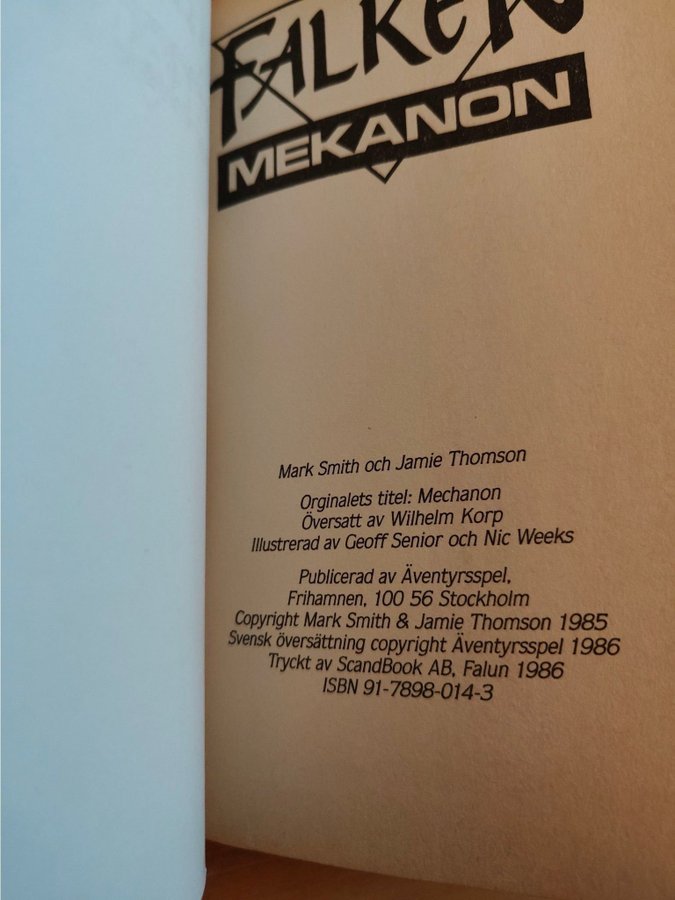 FALKEN
MEKANON
Mark Smith och Jamie Thomson
Orginalets titel: Mechanon
Översatt av Wilhelm Korp
Illustrerad av Geoff Senior och Nic Weeks
Publicerad av Äventyrsspel,
Frihamnen, 100 56 Stockholm
Copyright Mark Smith & Jamie Thomson 1985
Svensk översättning copyright Äventyrsspel 1986
Tryckt av ScandBook AB, Falun 1986
ISBN 91-7898-014-3